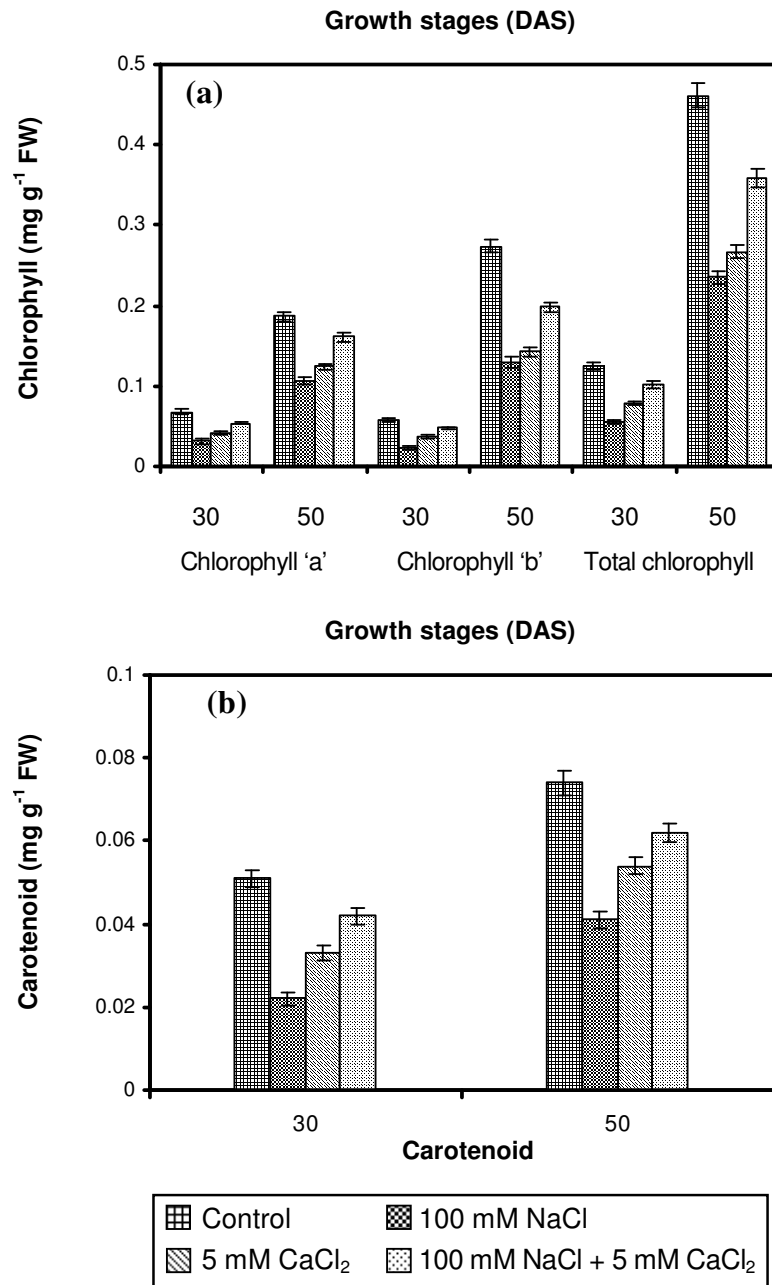 Growth stages (DAS)
(a)
Chlorophyll (mg g⁻¹ FW)
0.5
0.4
0.3
0.2
0.1
0
30 50 30 50 30 50
Chlorophyll ‘a’ Chlorophyll ‘b’ Total chlorophyll
Growth stages (DAS)
(b)
Carotenoid (mg g⁻¹ FW)
0.1
0.08
0.06
0.04
0.02
0
30 50
Carotenoid
Control 100 mM NaCl
5 mM CaCl₂ 100 mM NaCl + 5 mM CaCl₂